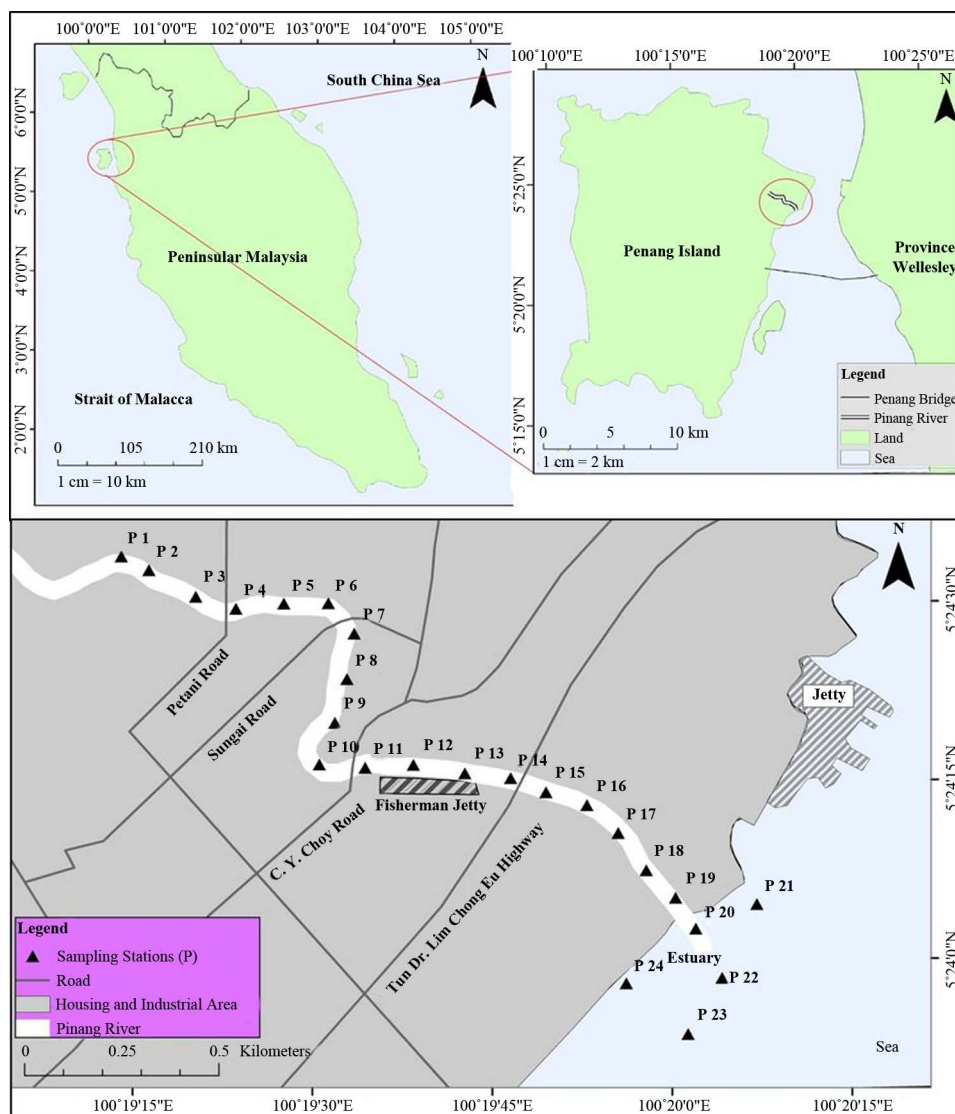 100°0'0"E 101°0'0"E 102°0'0"E 103°0'0"E 104°0'0"E 105°0'0"E
6°0'0"N
5°0'0"N
4°0'0"N
3°0'0"N
2°0'0"N
N
South China Sea
Peninsular Malaysia
Strait of Malacca
0 105 210 km
1 cm = 10 km
100°10'0"E 100°15'0"E 100°20'0"E 100°25'0"E
5°25'0"N
5°20'0"N
5°15'0"N
N
Penang Island
Province
Wellesley
0 5 10 km
1 cm = 2 km
Legend
Penang Bridge
Pinang River
Land
Sea
N
P 1
P 2
P 3
P 4
P 5
P 6
P 7
P 8
P 9
P 10
P 11
P 12
P 13
P 14
P 15
P 16
P 17
P 18
P 19
P 20
P 21
P 22
P 23
P 24
Petani Road
Sungai Road
C. Y. Choy Road
Fisherman Jetty
Tun Dr. Lim Chong Eu Highway
Jetty
Estuary
Sea
Legend
Sampling Stations (P)
Road
Housing and Industrial Area
Pinang River
0 0.25 0.5 Kilometers
5°24'30"N
5°24'15"N
5°24'0"N
100°19'15"E 100°19'30"E 100°19'45"E 100°20'0"E 100°20'15"E